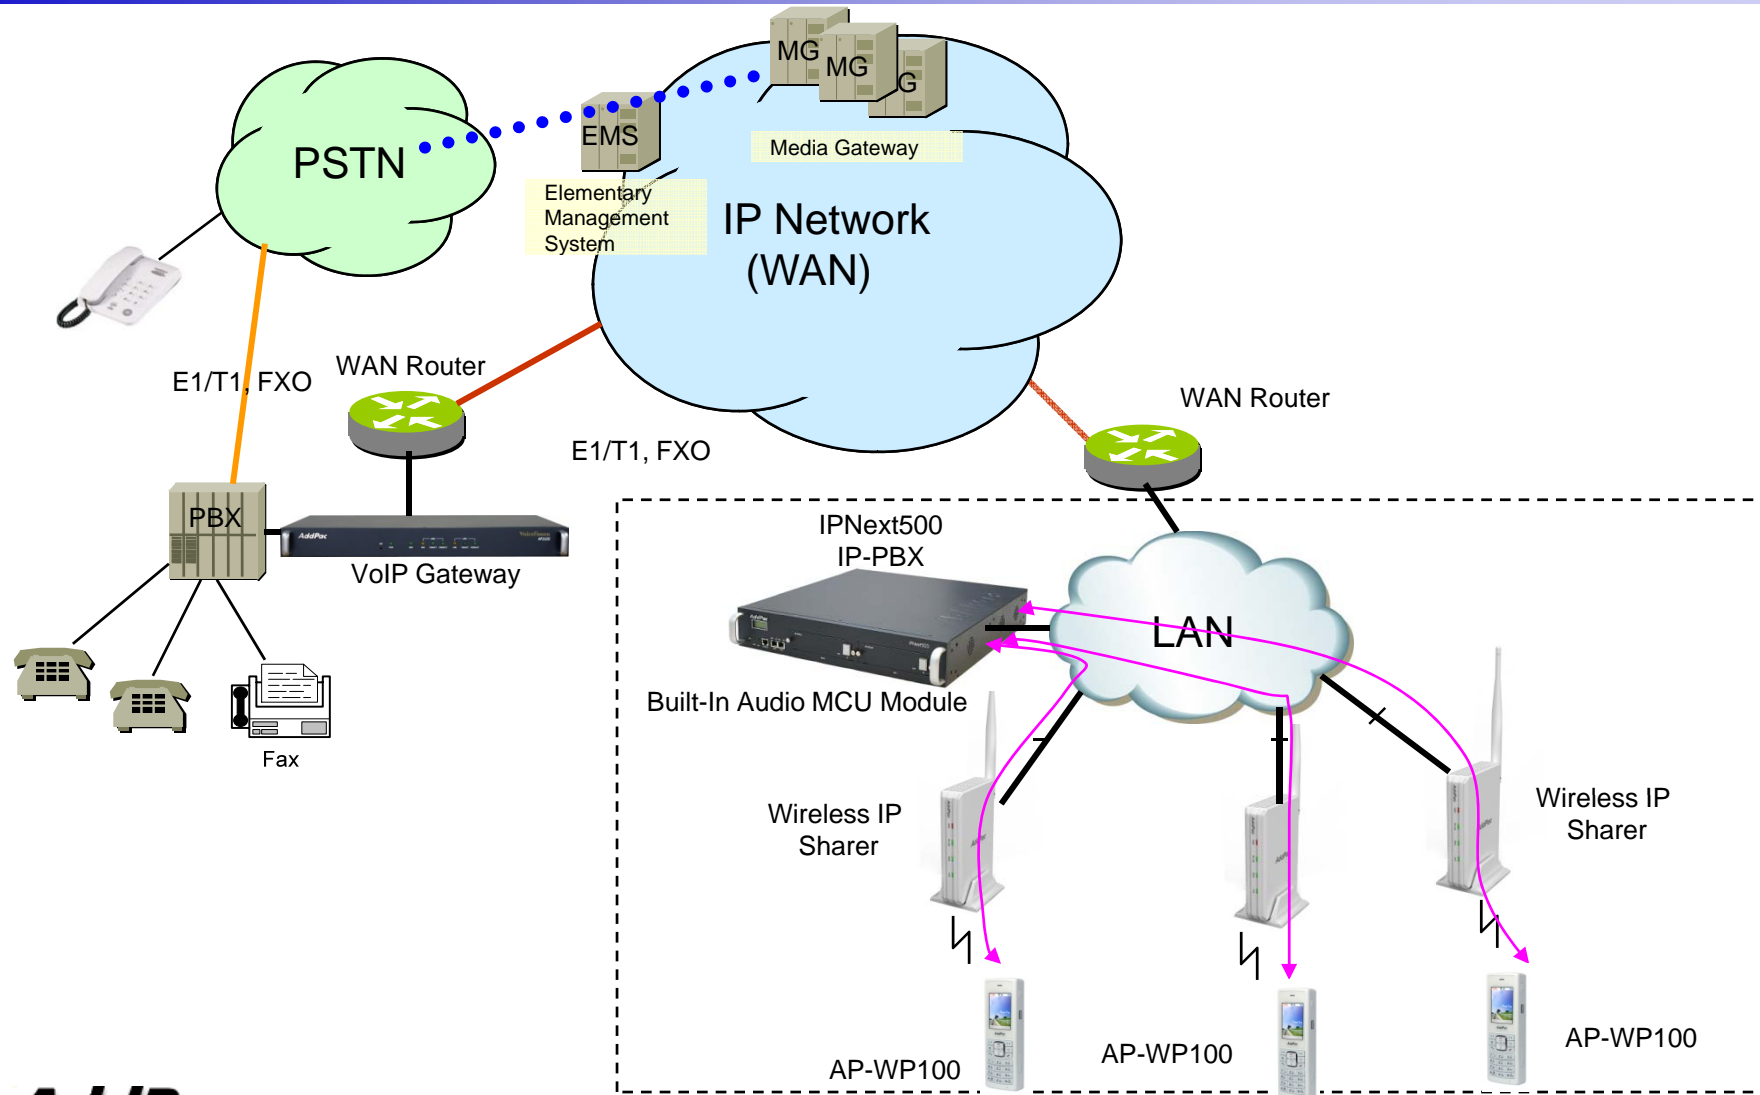 MG
MG
G
EMS
PSTN
Media Gateway
Elementary
Management
System
IP Network
(WAN)
WAN Router
E1/T1, FXO
WAN Router
E1/T1, FXO
PBX
AddPac
VoIP Gateway
IPNext500
IP-PBX
LAN
Built-In Audio MCU Module
Fax
Wireless IP
Sharer
Wireless IP
Sharer
AP-WP100
AP-WP100
AP-WP100